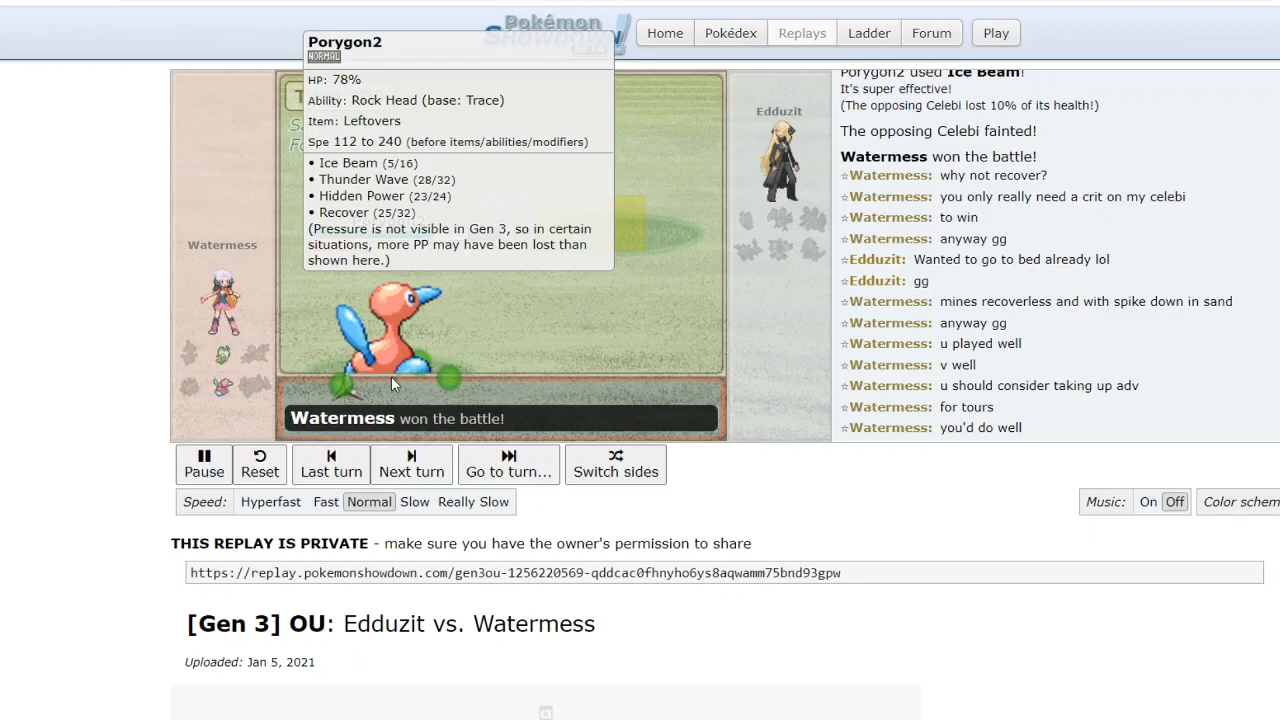 Pokémon
SHOWDOWN!
BETA
Home
Pokédex
Replays
Ladder
Forum
Play
Porygon2
NORMAL
HP: 78%
Ability: Rock Head (base: Trace)
Item: Leftovers
Spe 112 to 240 (before items/abilities/modifiers)
• Ice Beam (5/16)
• Thunder Wave (28/32)
• Hidden Power (23/24)
• Recover (25/32)
(Pressure is not visible in Gen 3, so in certain
situations, more PP may have been lost than
shown here.)
Watermess
Edduzit
Watermess won the battle!
Porygon2 used Ice Beam!
It's super effective!
(The opposing Celebi lost 10% of its health!)
The opposing Celebi fainted!
Watermess won the battle!
☆Watermess: why not recover?
☆Watermess: you only really need a crit on my celebi
☆Watermess: to win
☆Watermess: anyway gg
Edduzit: Wanted to go to bed already lol
Edduzit: gg
☆Watermess: mines recoverless and with spike down in sand
☆Watermess: anyway gg
☆Watermess: u played well
☆Watermess: v well
☆Watermess: u should consider taking up adv
☆Watermess: for tours
☆Watermess: you'd do well
Pause
Reset
Last turn
Next turn
Go to turn...
Switch sides
Speed: Hyperfast Fast Normal Slow Really Slow
Music: On Off
Color schem
THIS REPLAY IS PRIVATE - make sure you have the owner's permission to share
https://replay.pokemonshowdown.com/gen3ou-1256220569-qddcac0fhnyho6ys8aqwamm75bnd93gpw
[Gen 3] OU: Edduzit vs. Watermess
Uploaded: Jan 5, 2021